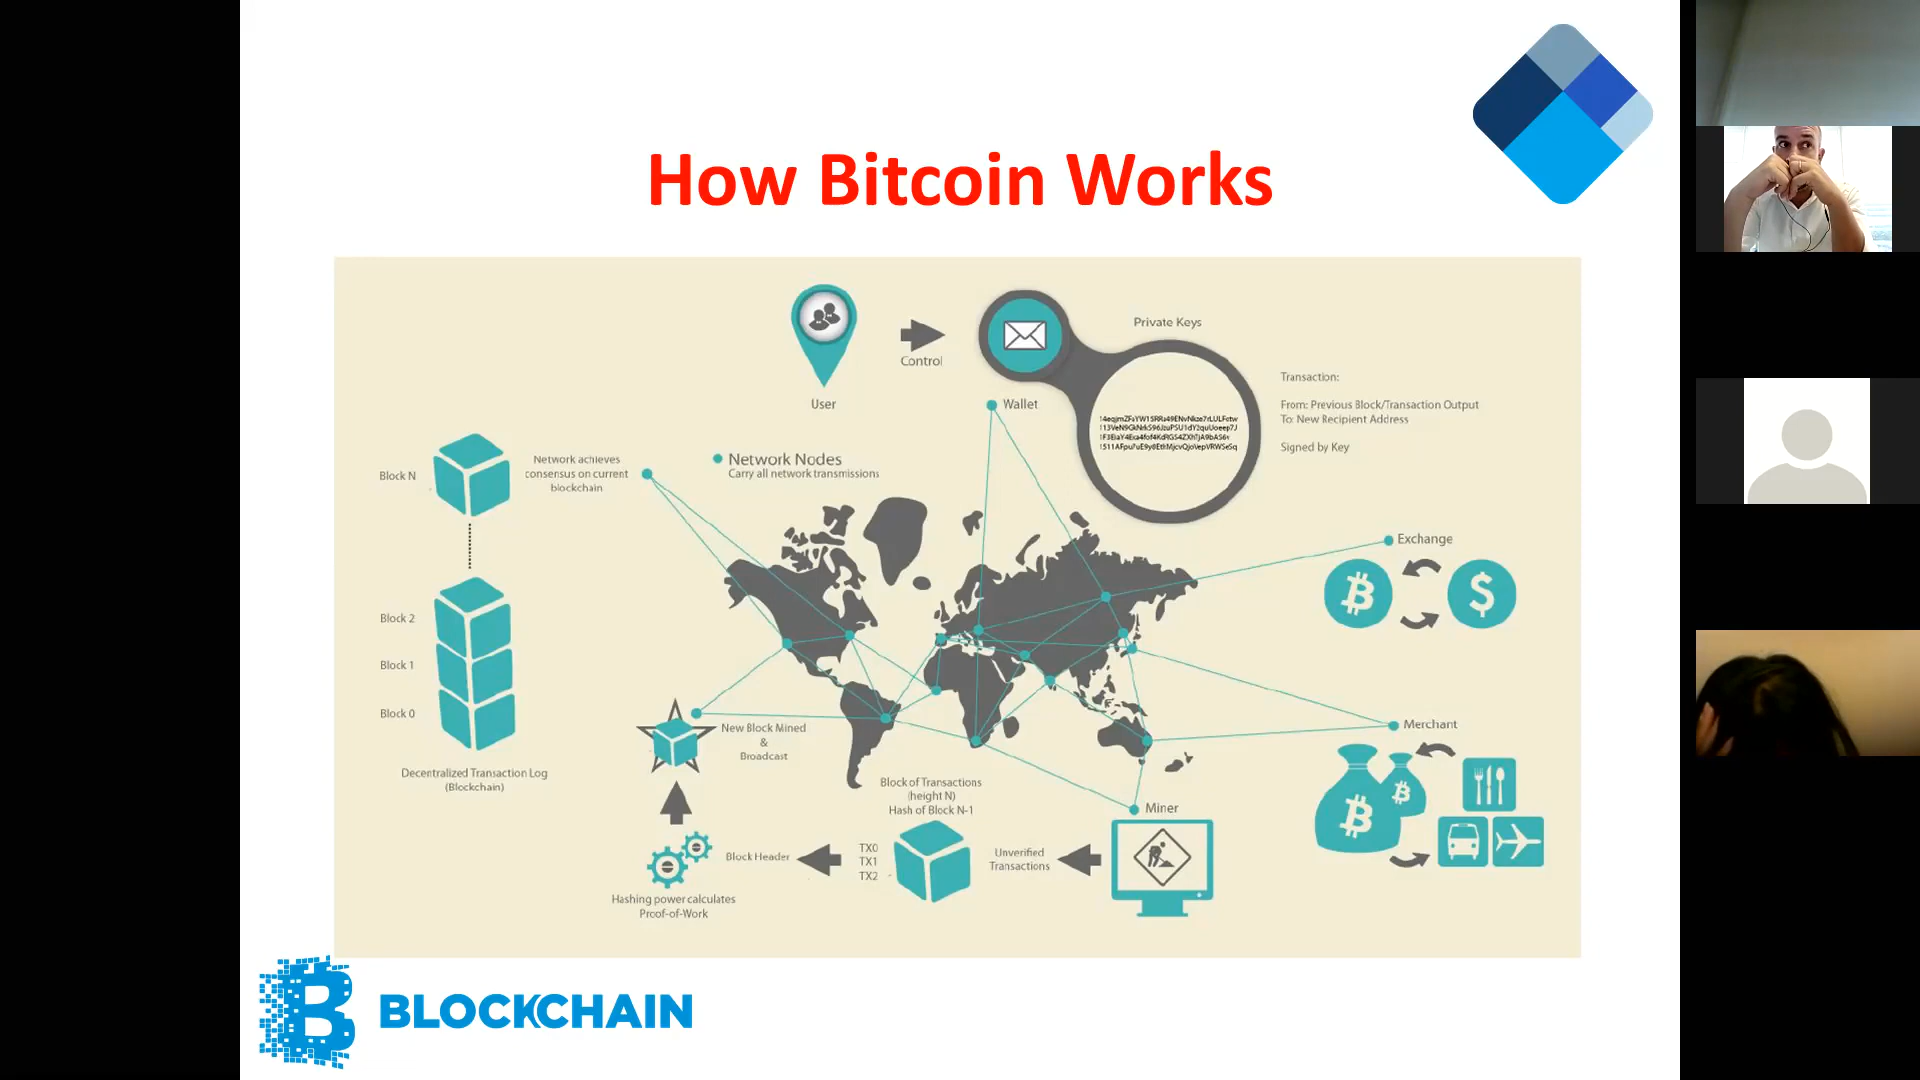 How Bitcoin Works
Control
User
Wallet
Private Keys
Transaction:
From: Previous Block/Transaction Output
To: New Recipient Address
Signed by Key
Block N
Network achieves
consensus on current
blockchain
Network Nodes
Carry all network transmissions
Block 2
Block 1
Block 0
Decentralized Transaction Log
(Blockchain)
Exchange
Merchant
New Block Mined
&
Broadcast
Block of Transactions
(height N)
Hash of Block N-1
Miner
Unverified
Transactions
TX0
TX1
TX2
Block Header
Hashing power calculates
Proof-of-Work
BLOCKCHAIN